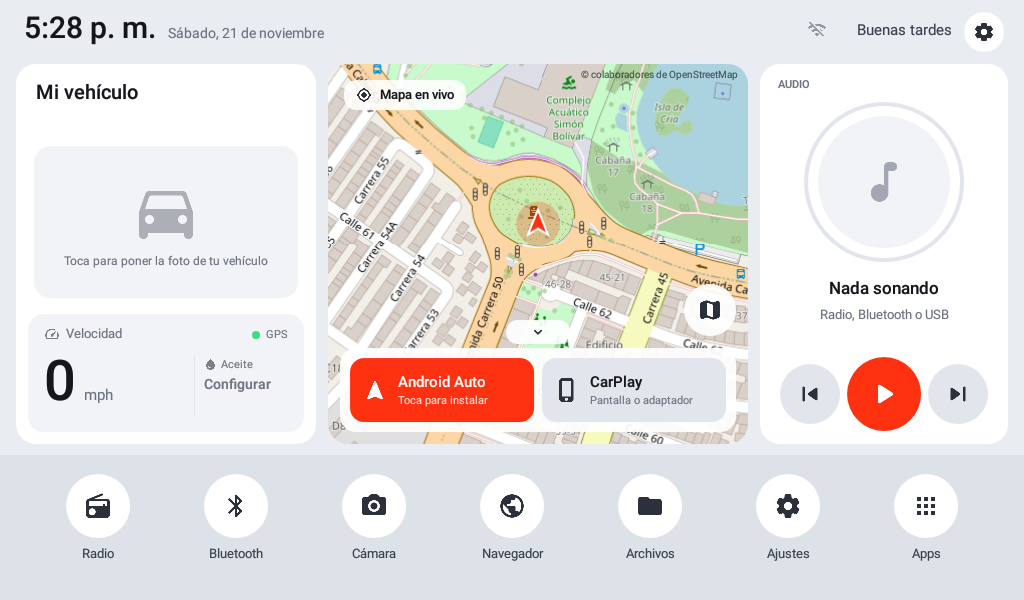 5:28 p. m.
Sábado, 21 de noviembre
Buenas tardes
Mi vehículo
Toca para poner la foto de tu vehículo
Velocidad
GPS
0
mph
Aceite
Configurar
© colaboradores de OpenStreetMap
Mapa en vivo
Complejo
Acuático
Simón
Bolívar
Isla de
Cria
Cabaña
17
Cabaña
18
Carrera 55
Calle 61
Carrera 54A
Carrera 54
Carrera 53
Carrera 50
Carrera 45
45-21
46-28
Calle 62
P
Edificio
Calle 60
Android Auto
Toca para instalar
CarPlay
Pantalla o adaptador
AUDIO
Nada sonando
Radio, Bluetooth o USB
Radio
Bluetooth
Cámara
Navegador
Archivos
Ajustes
Apps